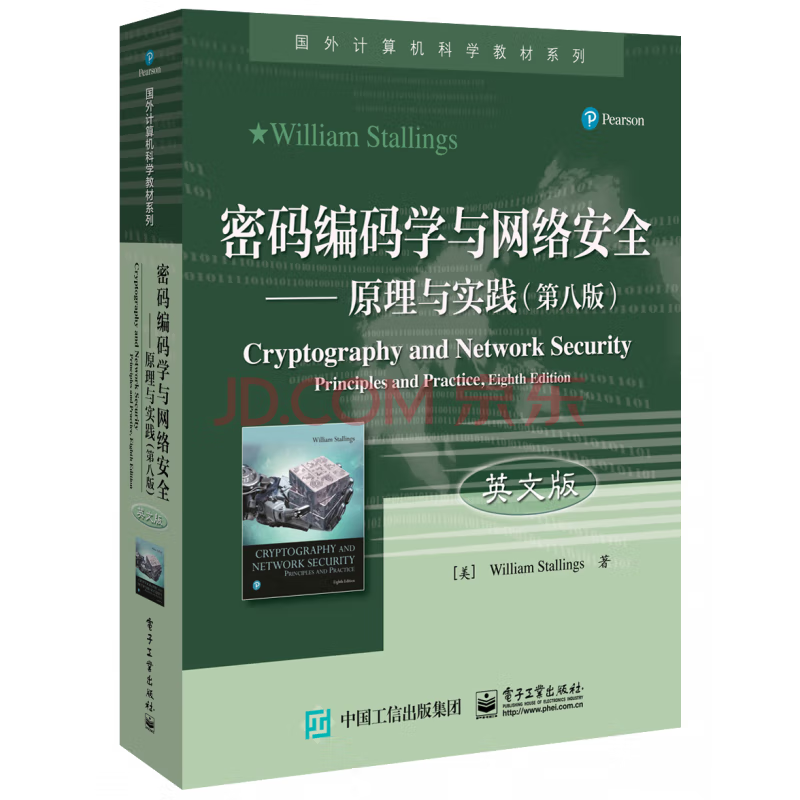 Pearson
国外计算机科学教材系列
密码编码学与网络安全
——原理与实践(第八版)
Cryptography and Network Security
Principles and Practice, Eighth Edition
英文版
电子工业出版社
国外计算机科学教材系列
Pearson
★William Stallings
密码编码学与网络安全
——原理与实践(第八版)
Cryptography and Network Security
Principles and Practice, Eighth Edition
JD.COM 京东
William Stallings
CRYPTOGRAPHY AND
NETWORK SECURITY
PRINCIPLES AND PRACTICE
Eighth Edition
英文版
[美] William Stallings 著
中国工信出版集团
电子工业出版社
PUBLISHING HOUSE OF ELECTRONICS INDUSTRY
http://www.phei.com.cn